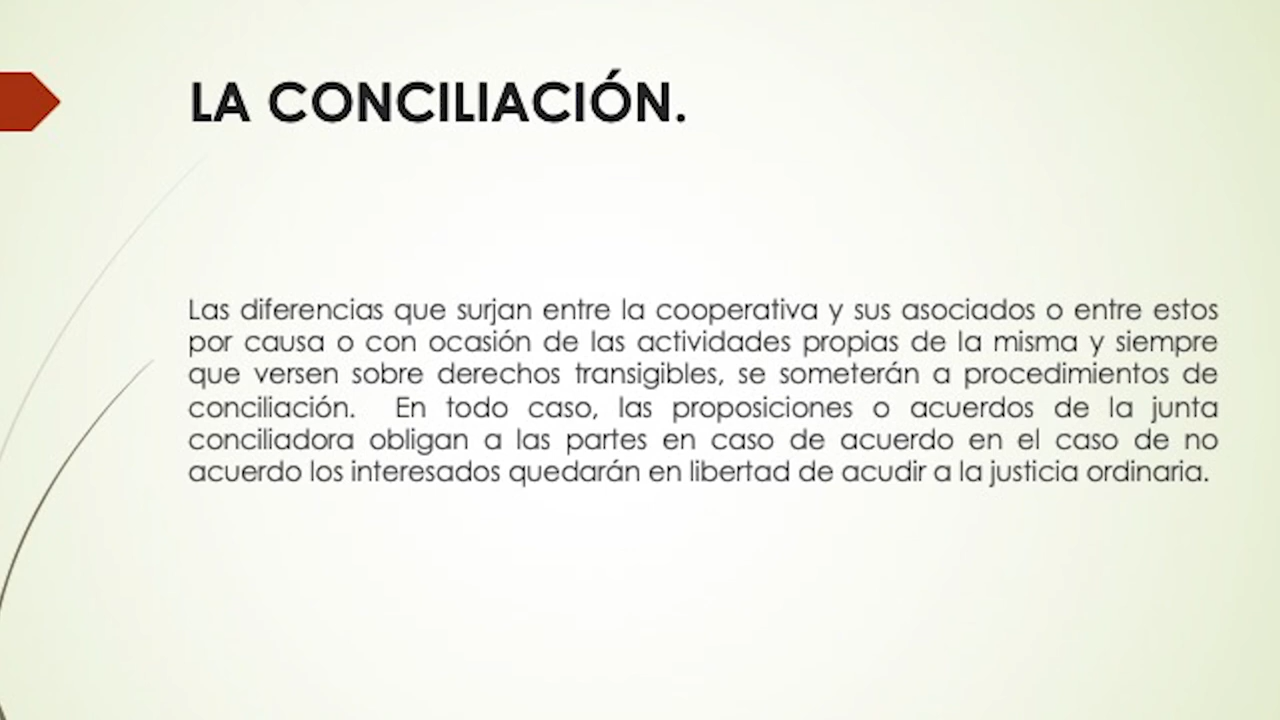 LA CONCILIACIÓN.
Las diferencias que surjan entre la cooperativa y sus asociados o entre estos
por causa o con ocasión de las actividades propias de la misma y siempre
que versen sobre derechos transigibles, se someterán a procedimientos de
conciliación. En todo caso, las proposiciones o acuerdos de la junta
conciliadora obligan a las partes en caso de acuerdo en el caso de no
acuerdo los interesados quedarán en libertad de acudir a la justicia ordinaria.